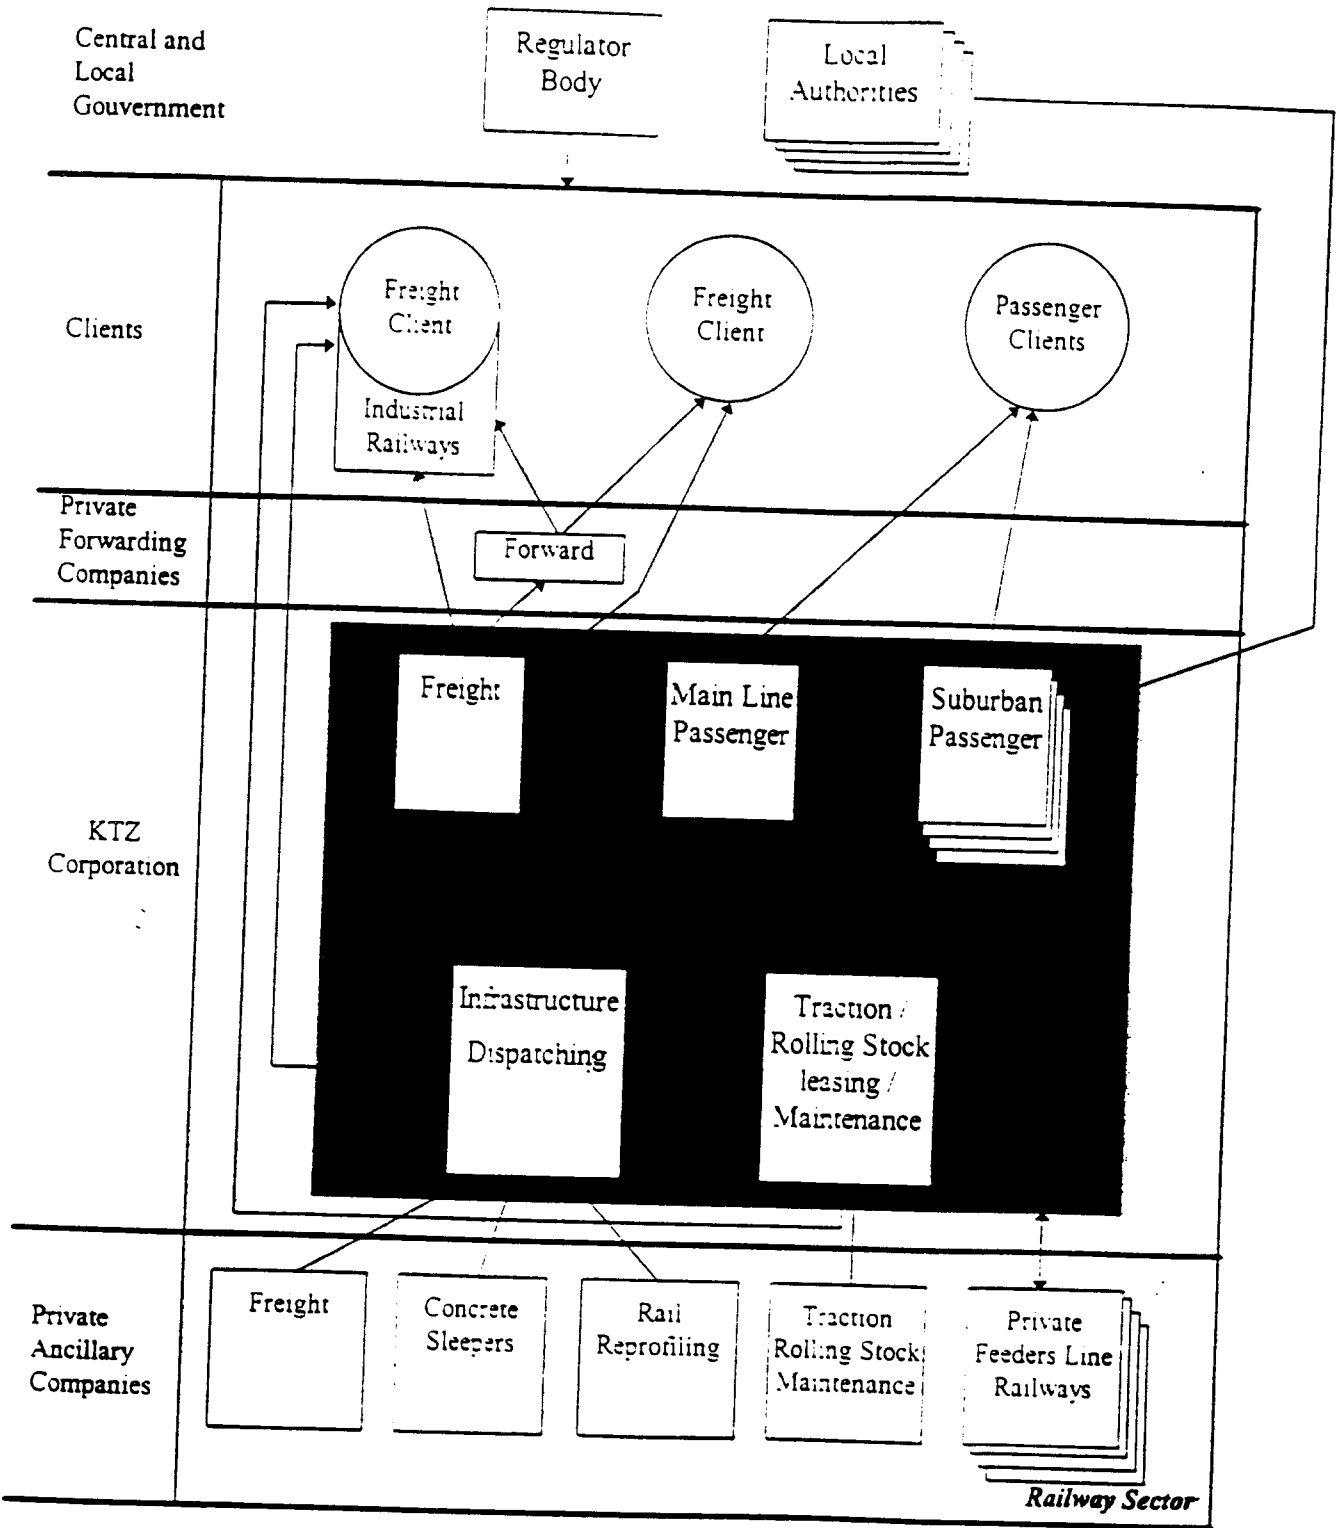 Central and
Local
Gouvernment
Regulator
Body
Local
Authorities
Clients
Freight
Client
Industrial
Railways
Freight
Client
Passenger
Clients
Private
Forwarding
Companies
Forward
KTZ
Corporation
Freight
Main Line
Passenger
Suburban
Passenger
Infrastructure
Dispatching
Traction /
Rolling Stock
leasing /
Maintenance
Private
Ancillary
Companies
Freight
Concrete
Sleepers
Rail
Reprofiling
Traction
Rolling Stock
Maintenance
Private
Feeders Line
Railways
Railway Sector